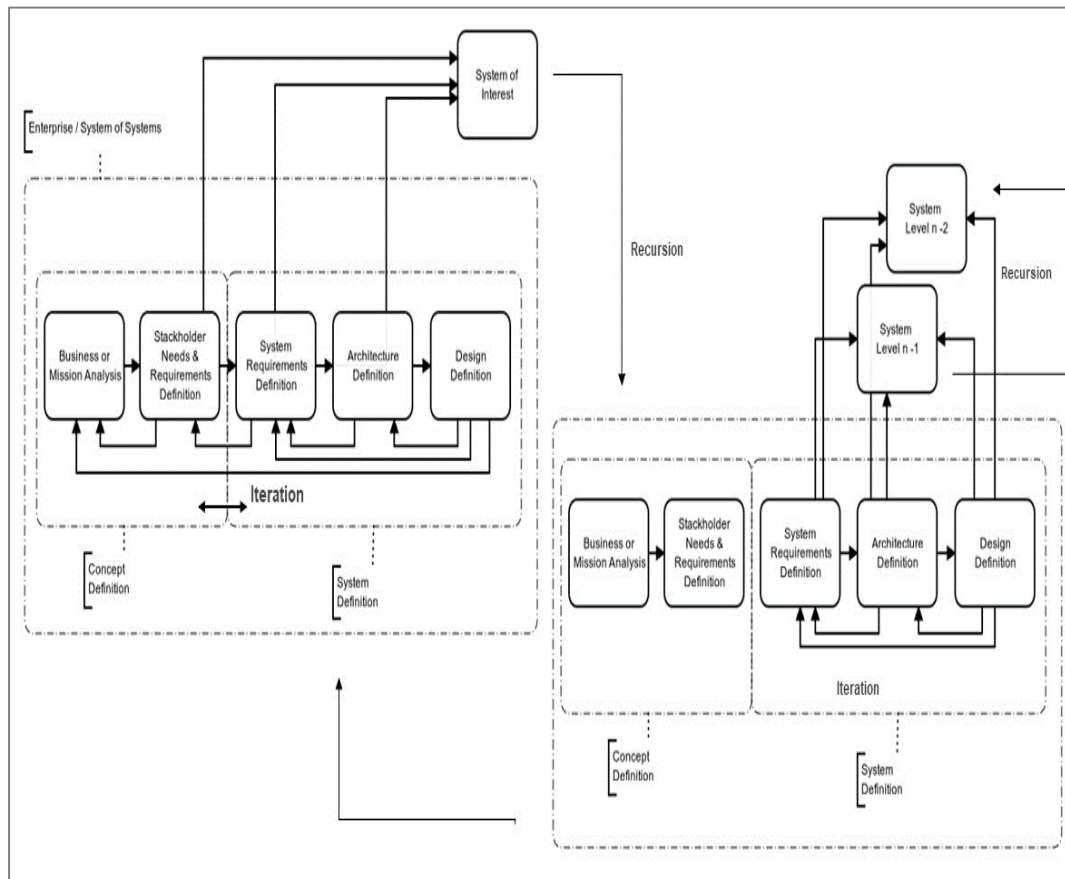 System of
Interest
Enterprise / System of Systems
Recursion
System
Level n -2
Recursion
System
Level n -1
Business or
Mission Analysis
Stackholder
Needs &
Requirements
Definition
System
Requirements
Definition
Architecture
Definition
Design
Definition
Iteration
Concept
Definition
System
Definition
Business or
Mission Analysis
Stackholder
Needs &
Requirements
Definition
System
Requirements
Definition
Architecture
Definition
Design
Definition
Iteration
Concept
Definition
System
Definition